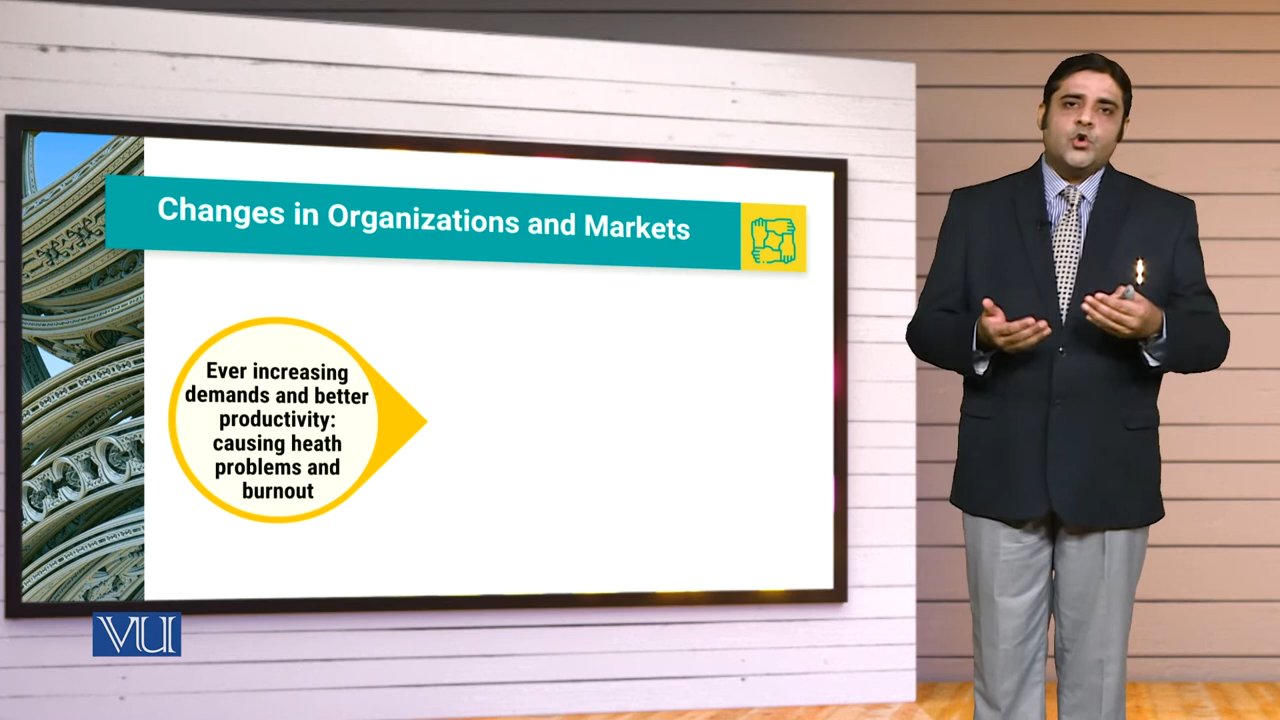 Changes in Organizations and Markets
Ever increasing
demands and better
productivity:
causing heath
problems and
burnout
VU